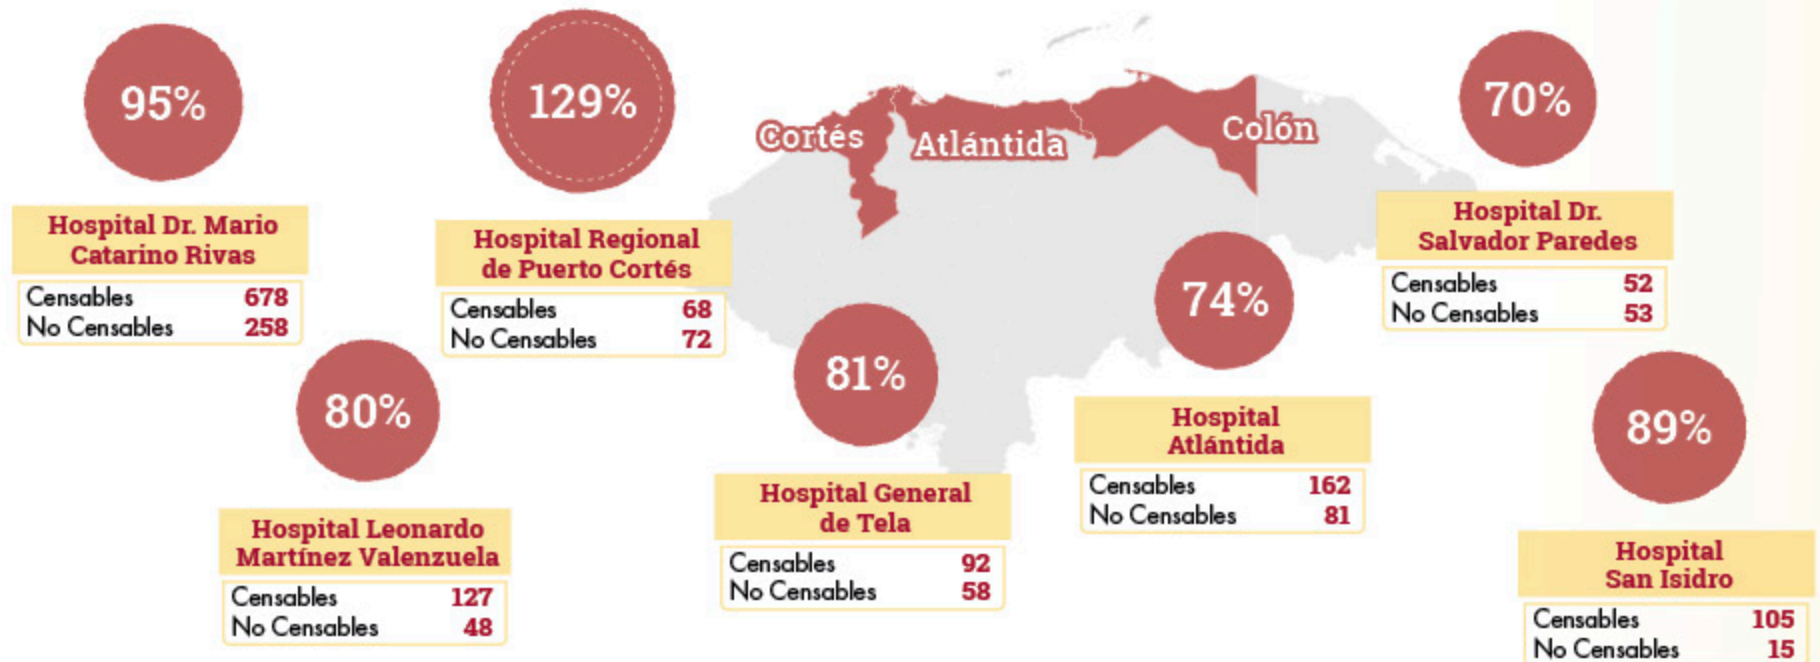 95%
Hospital Dr. Mario
Catarino Rivas
Censables 678
No Censables 258
129%
Hospital Regional
de Puerto Cortés
Censables 68
No Censables 72
Cortés
Atlántida
Colón
70%
Hospital Dr.
Salvador Paredes
Censables 52
No Censables 53
80%
Hospital Leonardo
Martínez Valenzuela
Censables 127
No Censables 48
81%
Hospital General
de Tela
Censables 92
No Censables 58
74%
Hospital
Atlántida
Censables 162
No Censables 81
89%
Hospital
San Isidro
Censables 105
No Censables 15